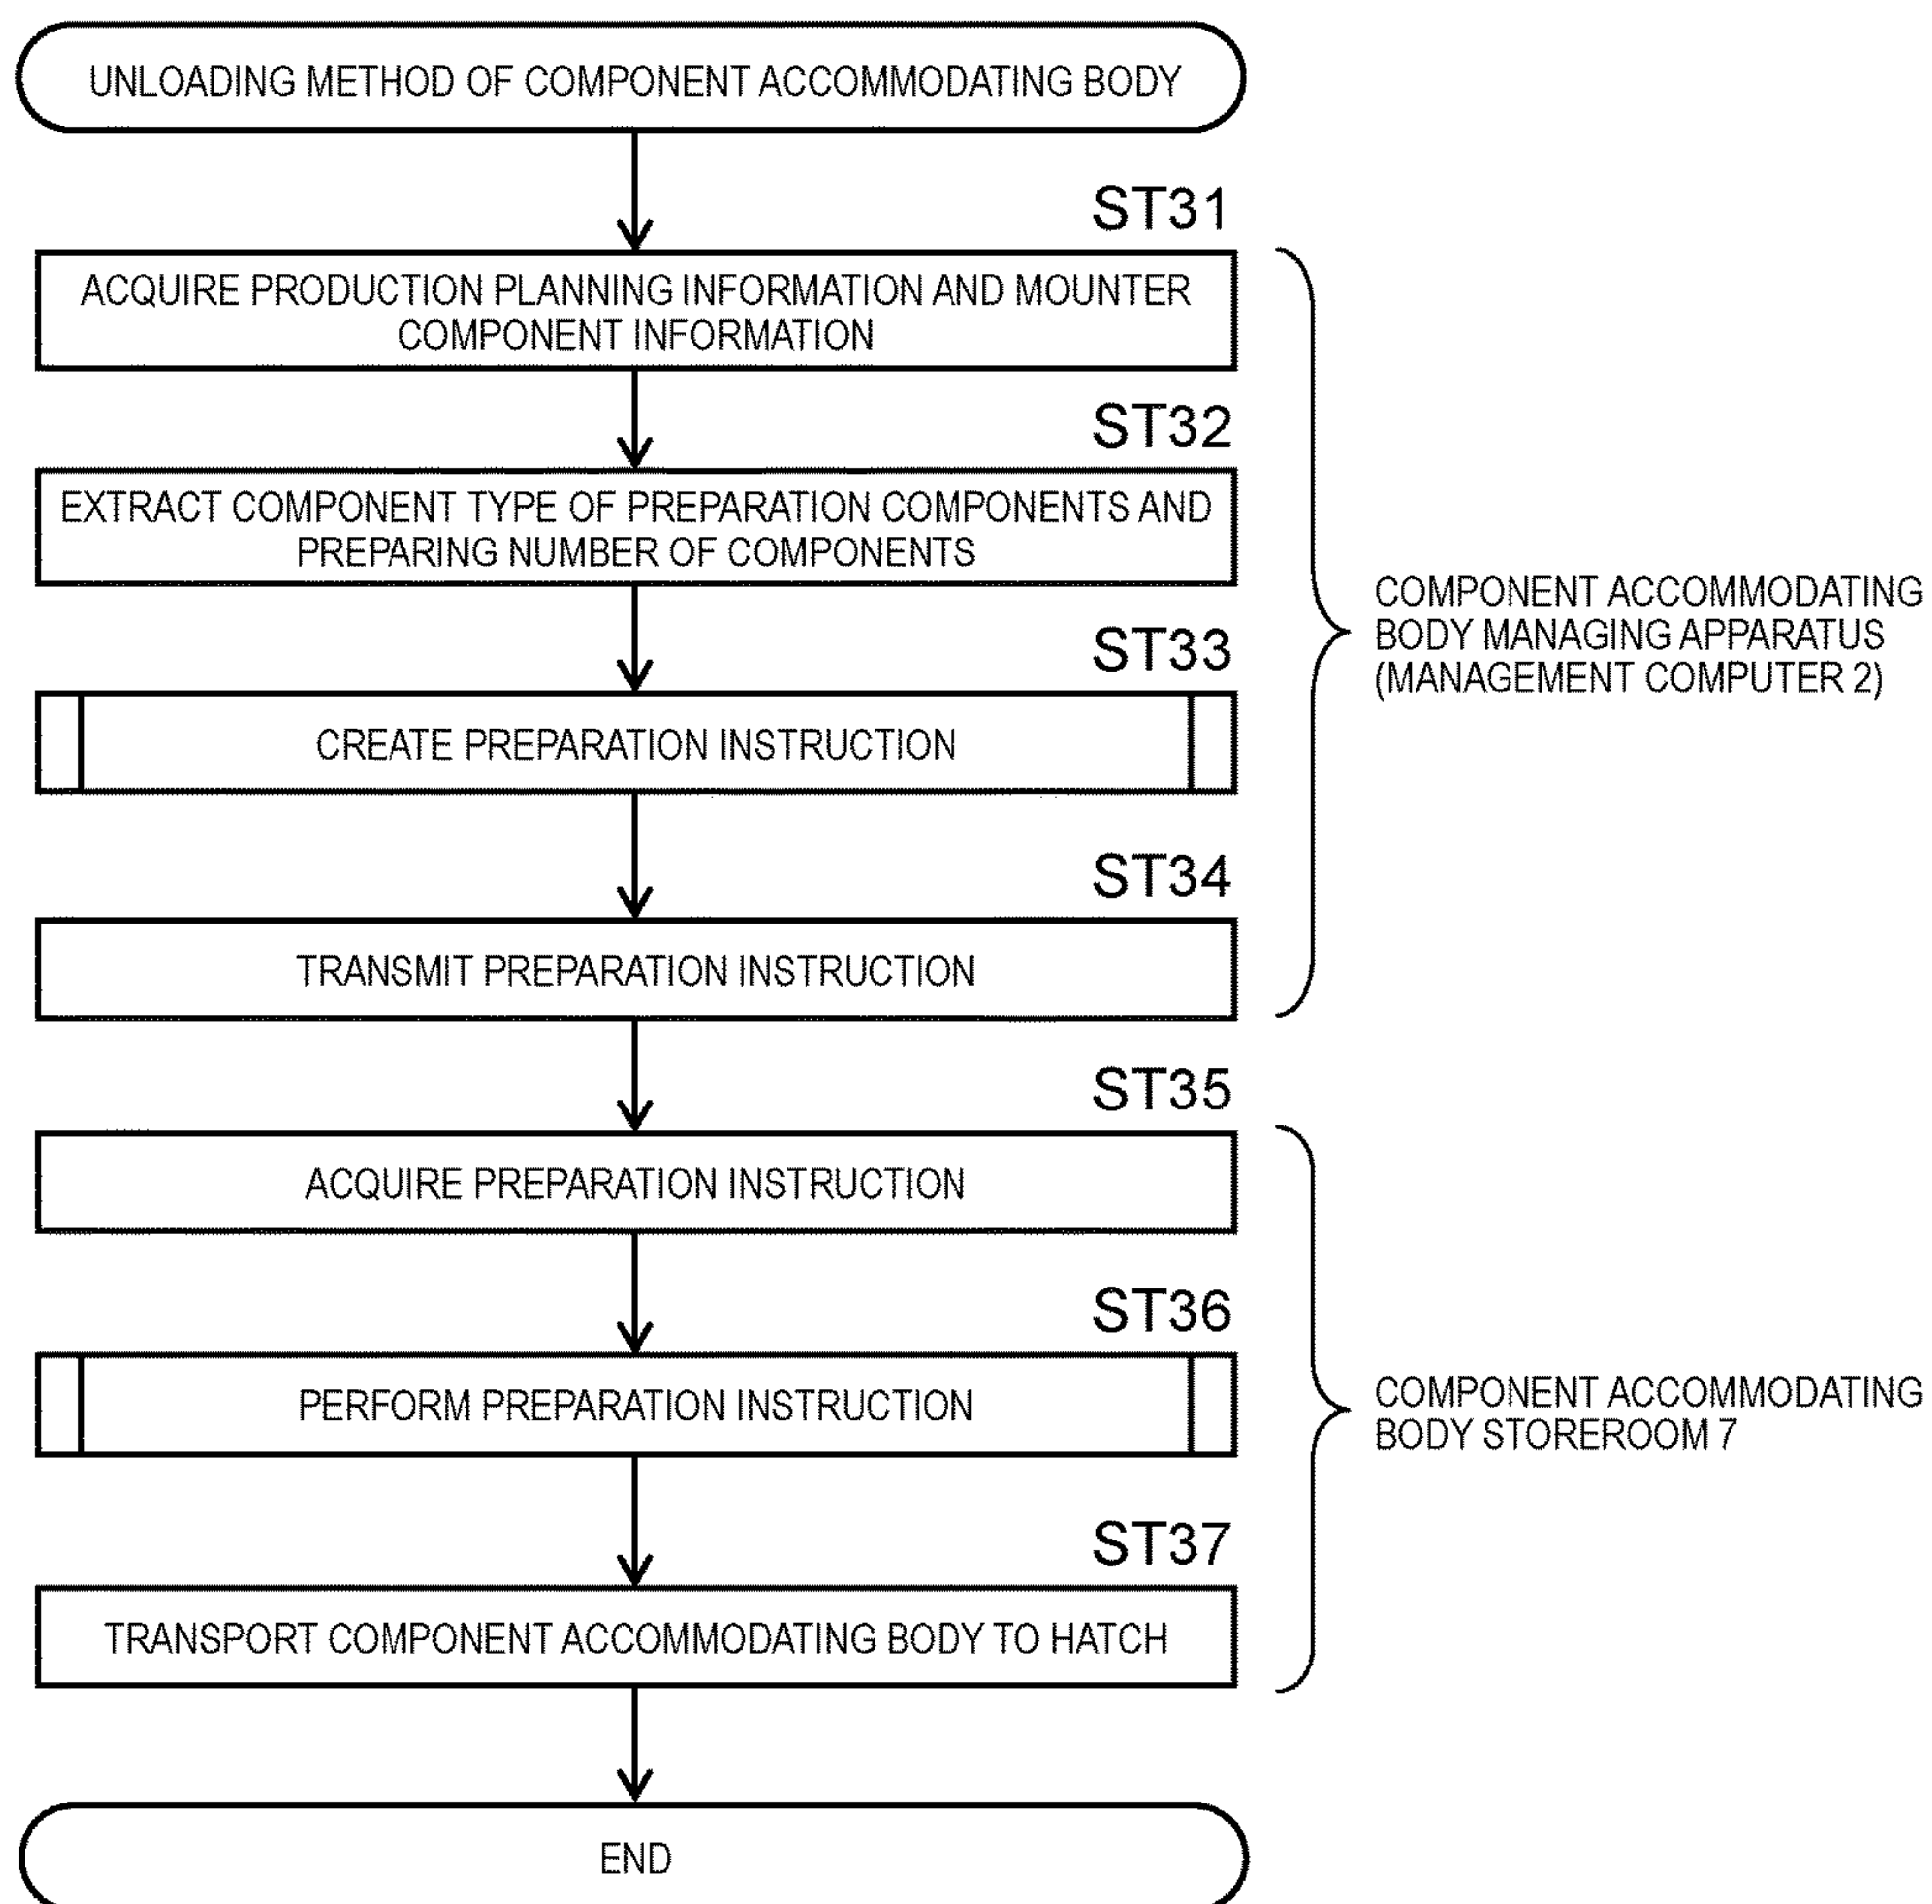 UNLOADING METHOD OF COMPONENT ACCOMMODATING BODY
ST31
ACQUIRE PRODUCTION PLANNING INFORMATION AND MOUNTER
COMPONENT INFORMATION
ST32
EXTRACT COMPONENT TYPE OF PREPARATION COMPONENTS AND
PREPARING NUMBER OF COMPONENTS
ST33
CREATE PREPARATION INSTRUCTION
ST34
TRANSMIT PREPARATION INSTRUCTION
COMPONENT ACCOMMODATING
BODY MANAGING APPARATUS
(MANAGEMENT COMPUTER 2)
ST35
ACQUIRE PREPARATION INSTRUCTION
ST36
PERFORM PREPARATION INSTRUCTION
ST37
TRANSPORT COMPONENT ACCOMMODATING BODY TO HATCH
COMPONENT ACCOMMODATING
BODY STOREROOM 7
END